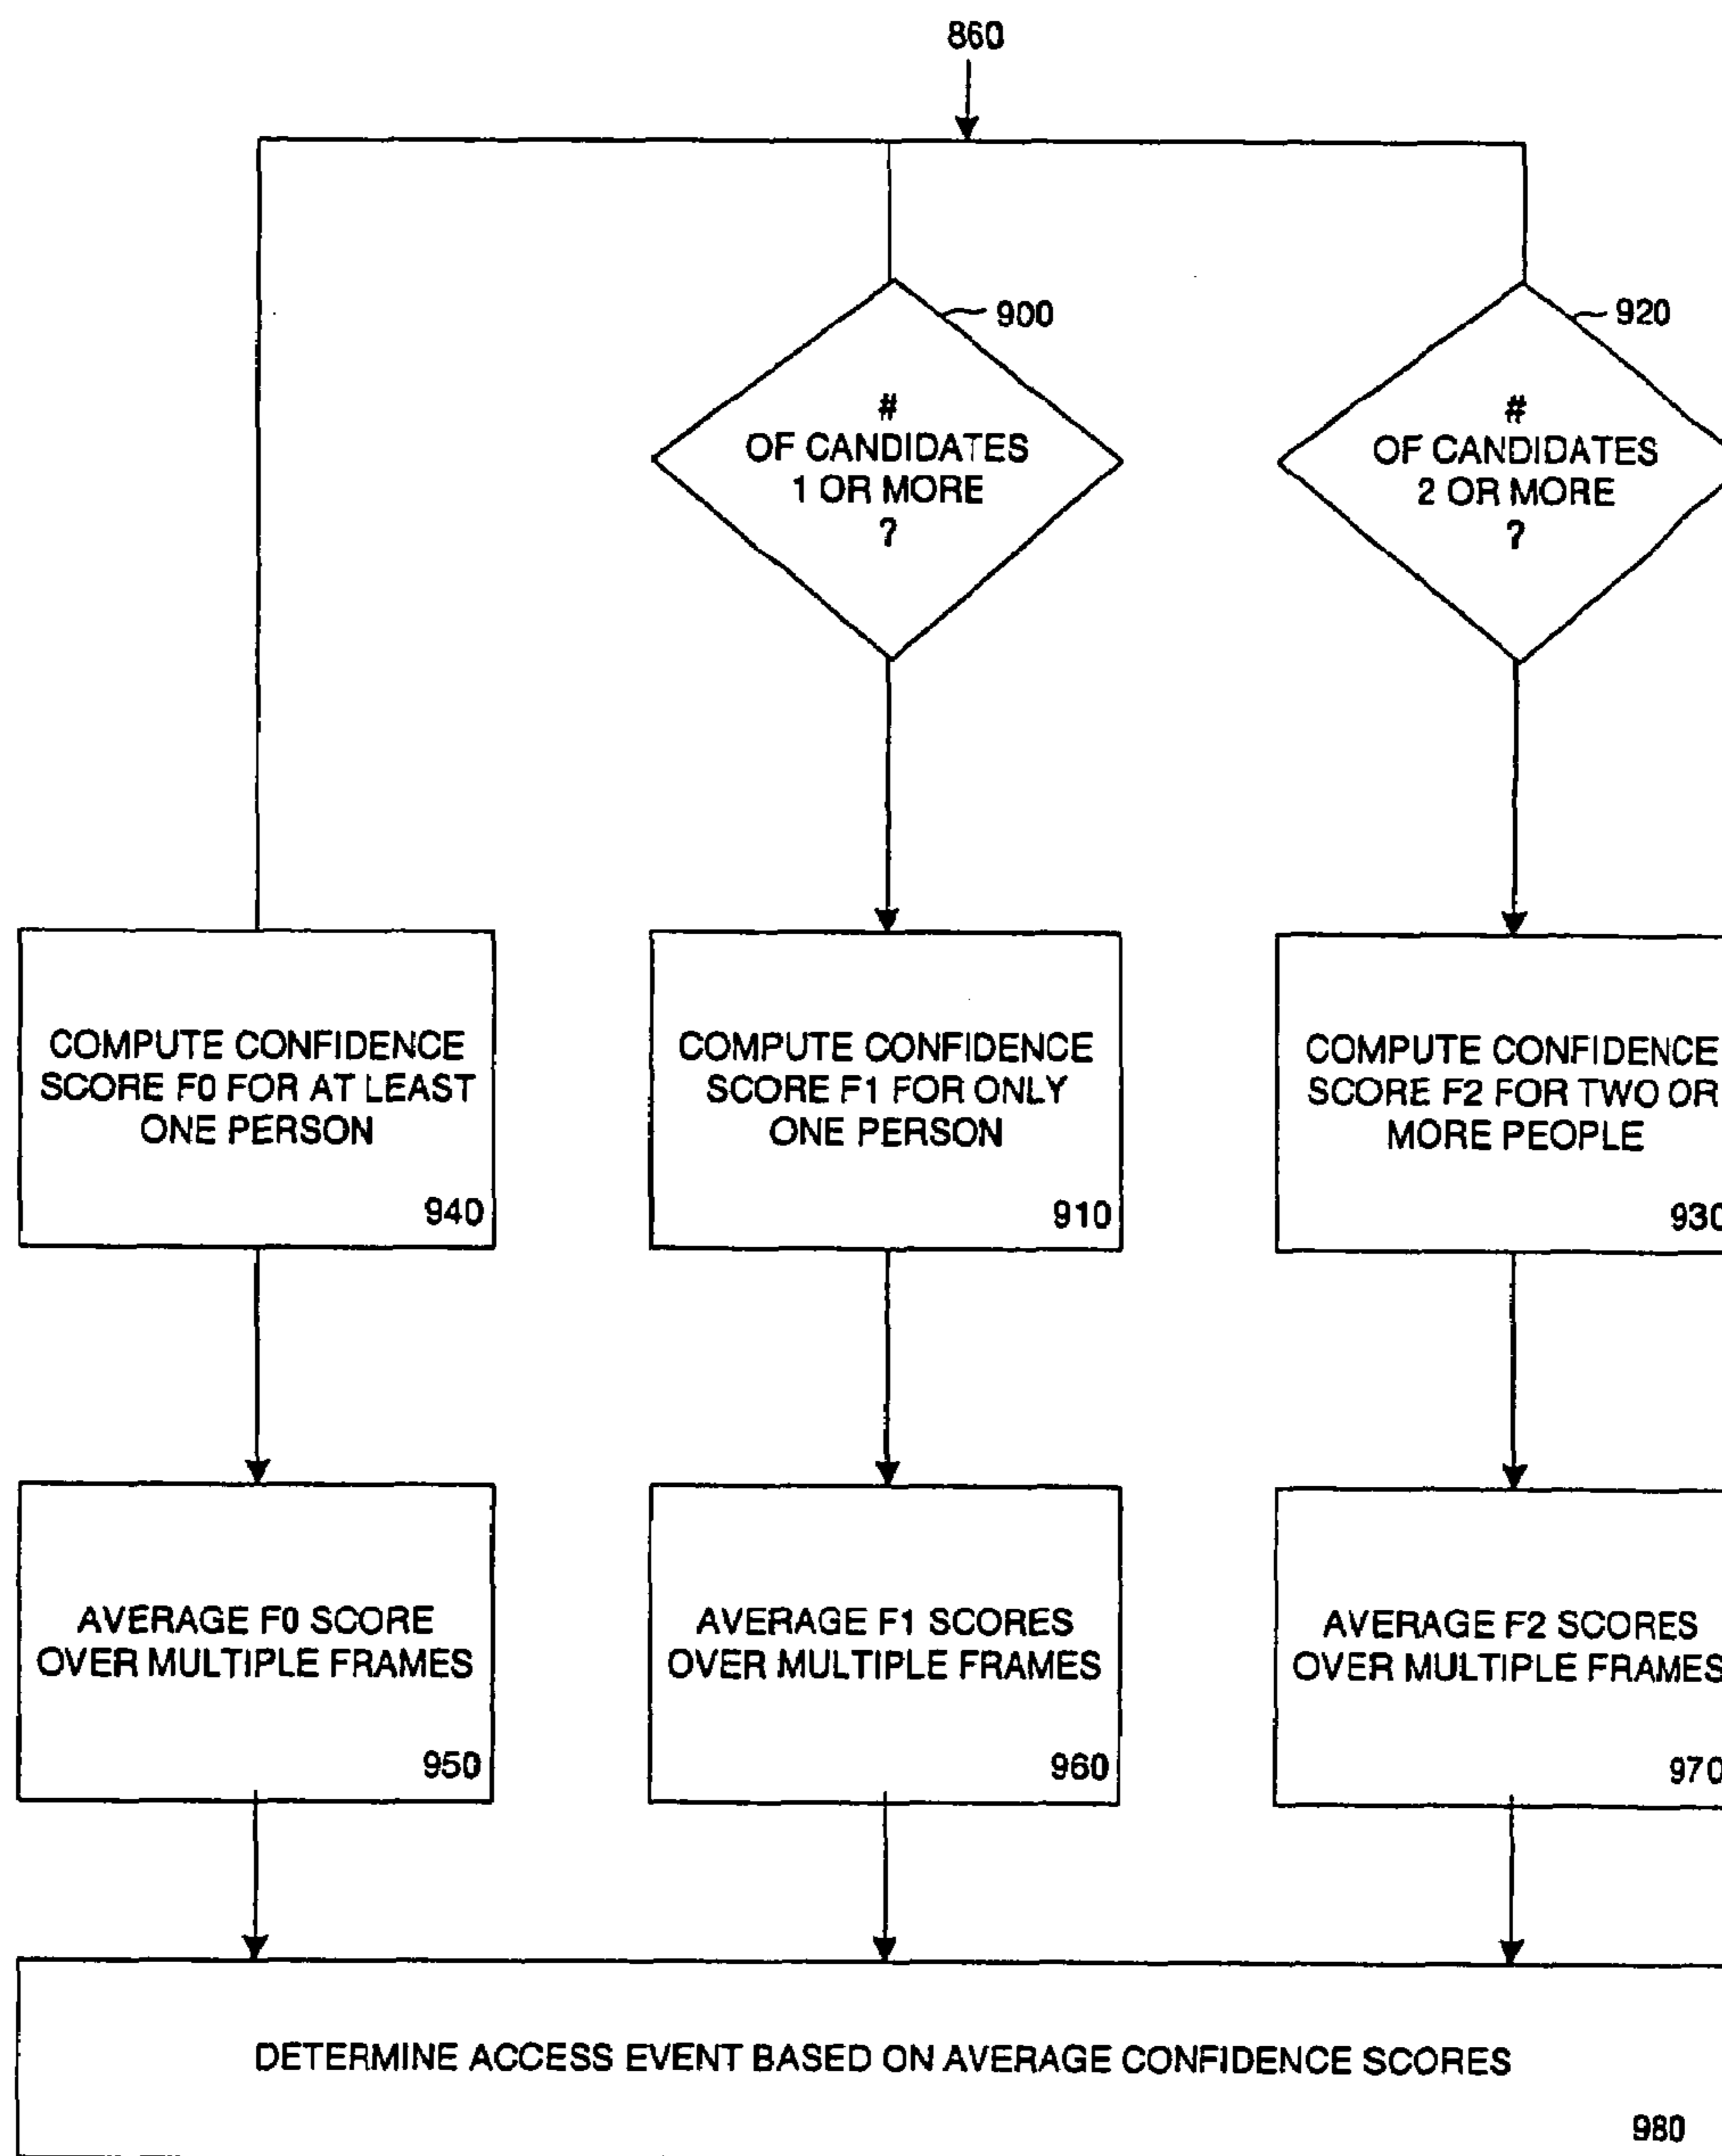 860
900
#
OF CANDIDATES
1 OR MORE
?
920
#
OF CANDIDATES
2 OR MORE
?
COMPUTE CONFIDENCE
SCORE F0 FOR AT LEAST
ONE PERSON
940
COMPUTE CONFIDENCE
SCORE F1 FOR ONLY
ONE PERSON
910
COMPUTE CONFIDENCE
SCORE F2 FOR TWO OR
MORE PEOPLE
930
AVERAGE F0 SCORE
OVER MULTIPLE FRAMES
950
AVERAGE F1 SCORES
OVER MULTIPLE FRAMES
960
AVERAGE F2 SCORES
OVER MULTIPLE FRAMES
970
DETERMINE ACCESS EVENT BASED ON AVERAGE CONFIDENCE SCORES
980